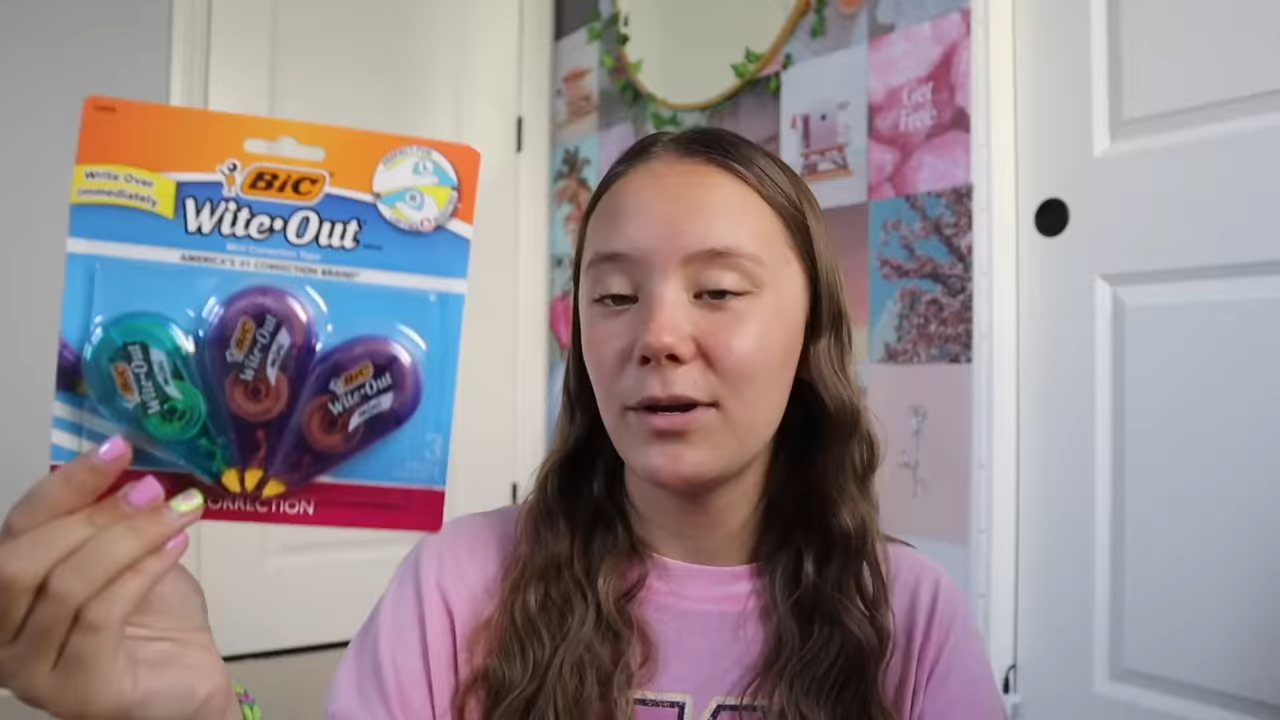 Write Over
Immediately
BIC
Wite•Out
Mini Correction Tape
AMERICA'S #1 CORRECTION BRAND
BIC
Wite•Out
BIC
Wite•Out
BIC
Wite•Out
CORRECTION
Get
Free